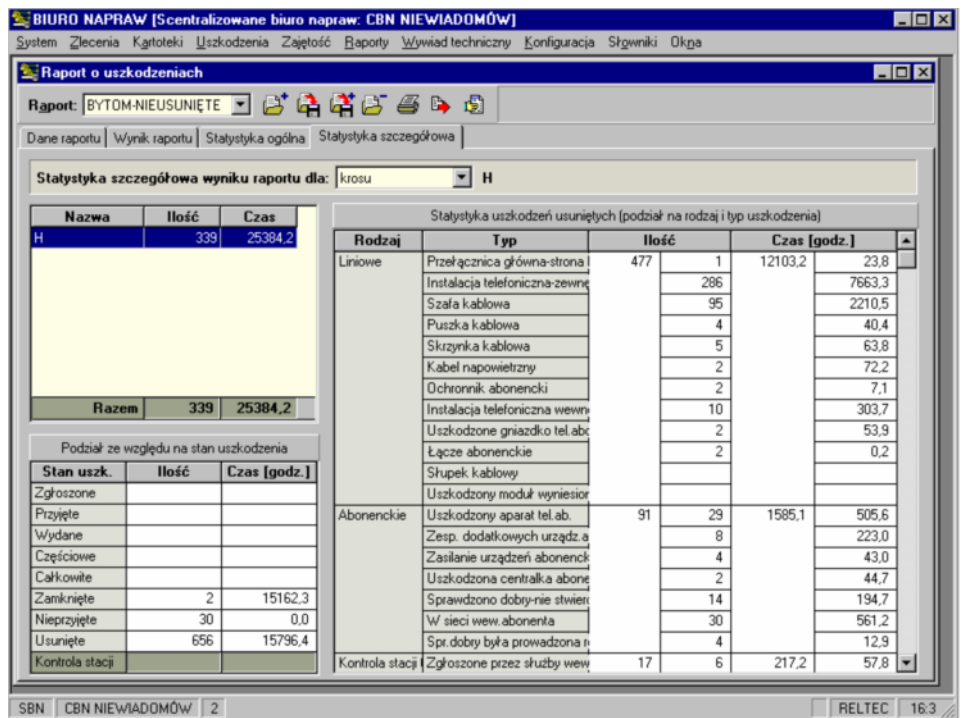 BIURO NAPRAW [Scentralizowane biuro napraw: CBN NIEWIADOMÓW]
System Zlecenia Kartoteki Uszkodzenia Zajętość Raporty Wywiad techniczny Konfiguracja Słowniki Okna
Raport o uszkodzeniach
Raport: BYTOM-NIEUSUNIĘTE
Dane raportu Wynik raportu Statystyka ogólna Statystyka szczegółowa
Statystyka szczegółowa wyniku raportu dla: krosu H
Nazwa Ilość Czas
H 339 25384,2
Razem 339 25384,2
Podział ze względu na stan uszkodzenia
Stan uszk. Ilość Czas [godz.]
Zgłoszone
Przyjęte
Wydane
Częściowe
Całkowite
Zamknięte 2 15162,3
Nieprzyjęte 30 0,0
Usunięte 656 15796,4
Kontrola stacji
Statystyka uszkodzeń usuniętych (podział na rodzaj i typ uszkodzenia)
Rodzaj Typ Ilość Czas [godz.]
Liniowe Przełącznica główna-strona 477 1 12103,2 23,8
Instalacja telefoniczna-zewnę 286 7663,3
Szafa kablowa 95 2210,5
Puszka kablowa 4 40,4
Skrzynka kablowa 5 63,8
Kabel napowietrzny 2 72,2
Ochronnik abonencki 2 7,1
Instalacja telefoniczna wewn 10 303,7
Uszkodzone gniazdko tel.abo 2 53,9
Łącze abonenckie 2 0,2
Słupek kablowy
Uszkodzony moduł wyniesior
Abonenckie Uszkodzony aparat tel.ab. 91 29 1585,1 505,6
Zesp. dodatkowych urządz.a 8 223,0
Zasilanie urządzeń abonenck 4 43,0
Uszkodzona centralka abone 2 44,7
Sprawdzono dobry-nie stwierd 14 194,7
W sieci wew.abonenta 30 561,2
Spr.dobry była prowadzona r 4 12,9
Kontrola stacji Zgłoszone przez służby wew 17 6 217,2 57,8
SBN CBN NIEWIADOMÓW 2 RELTEC 16:3